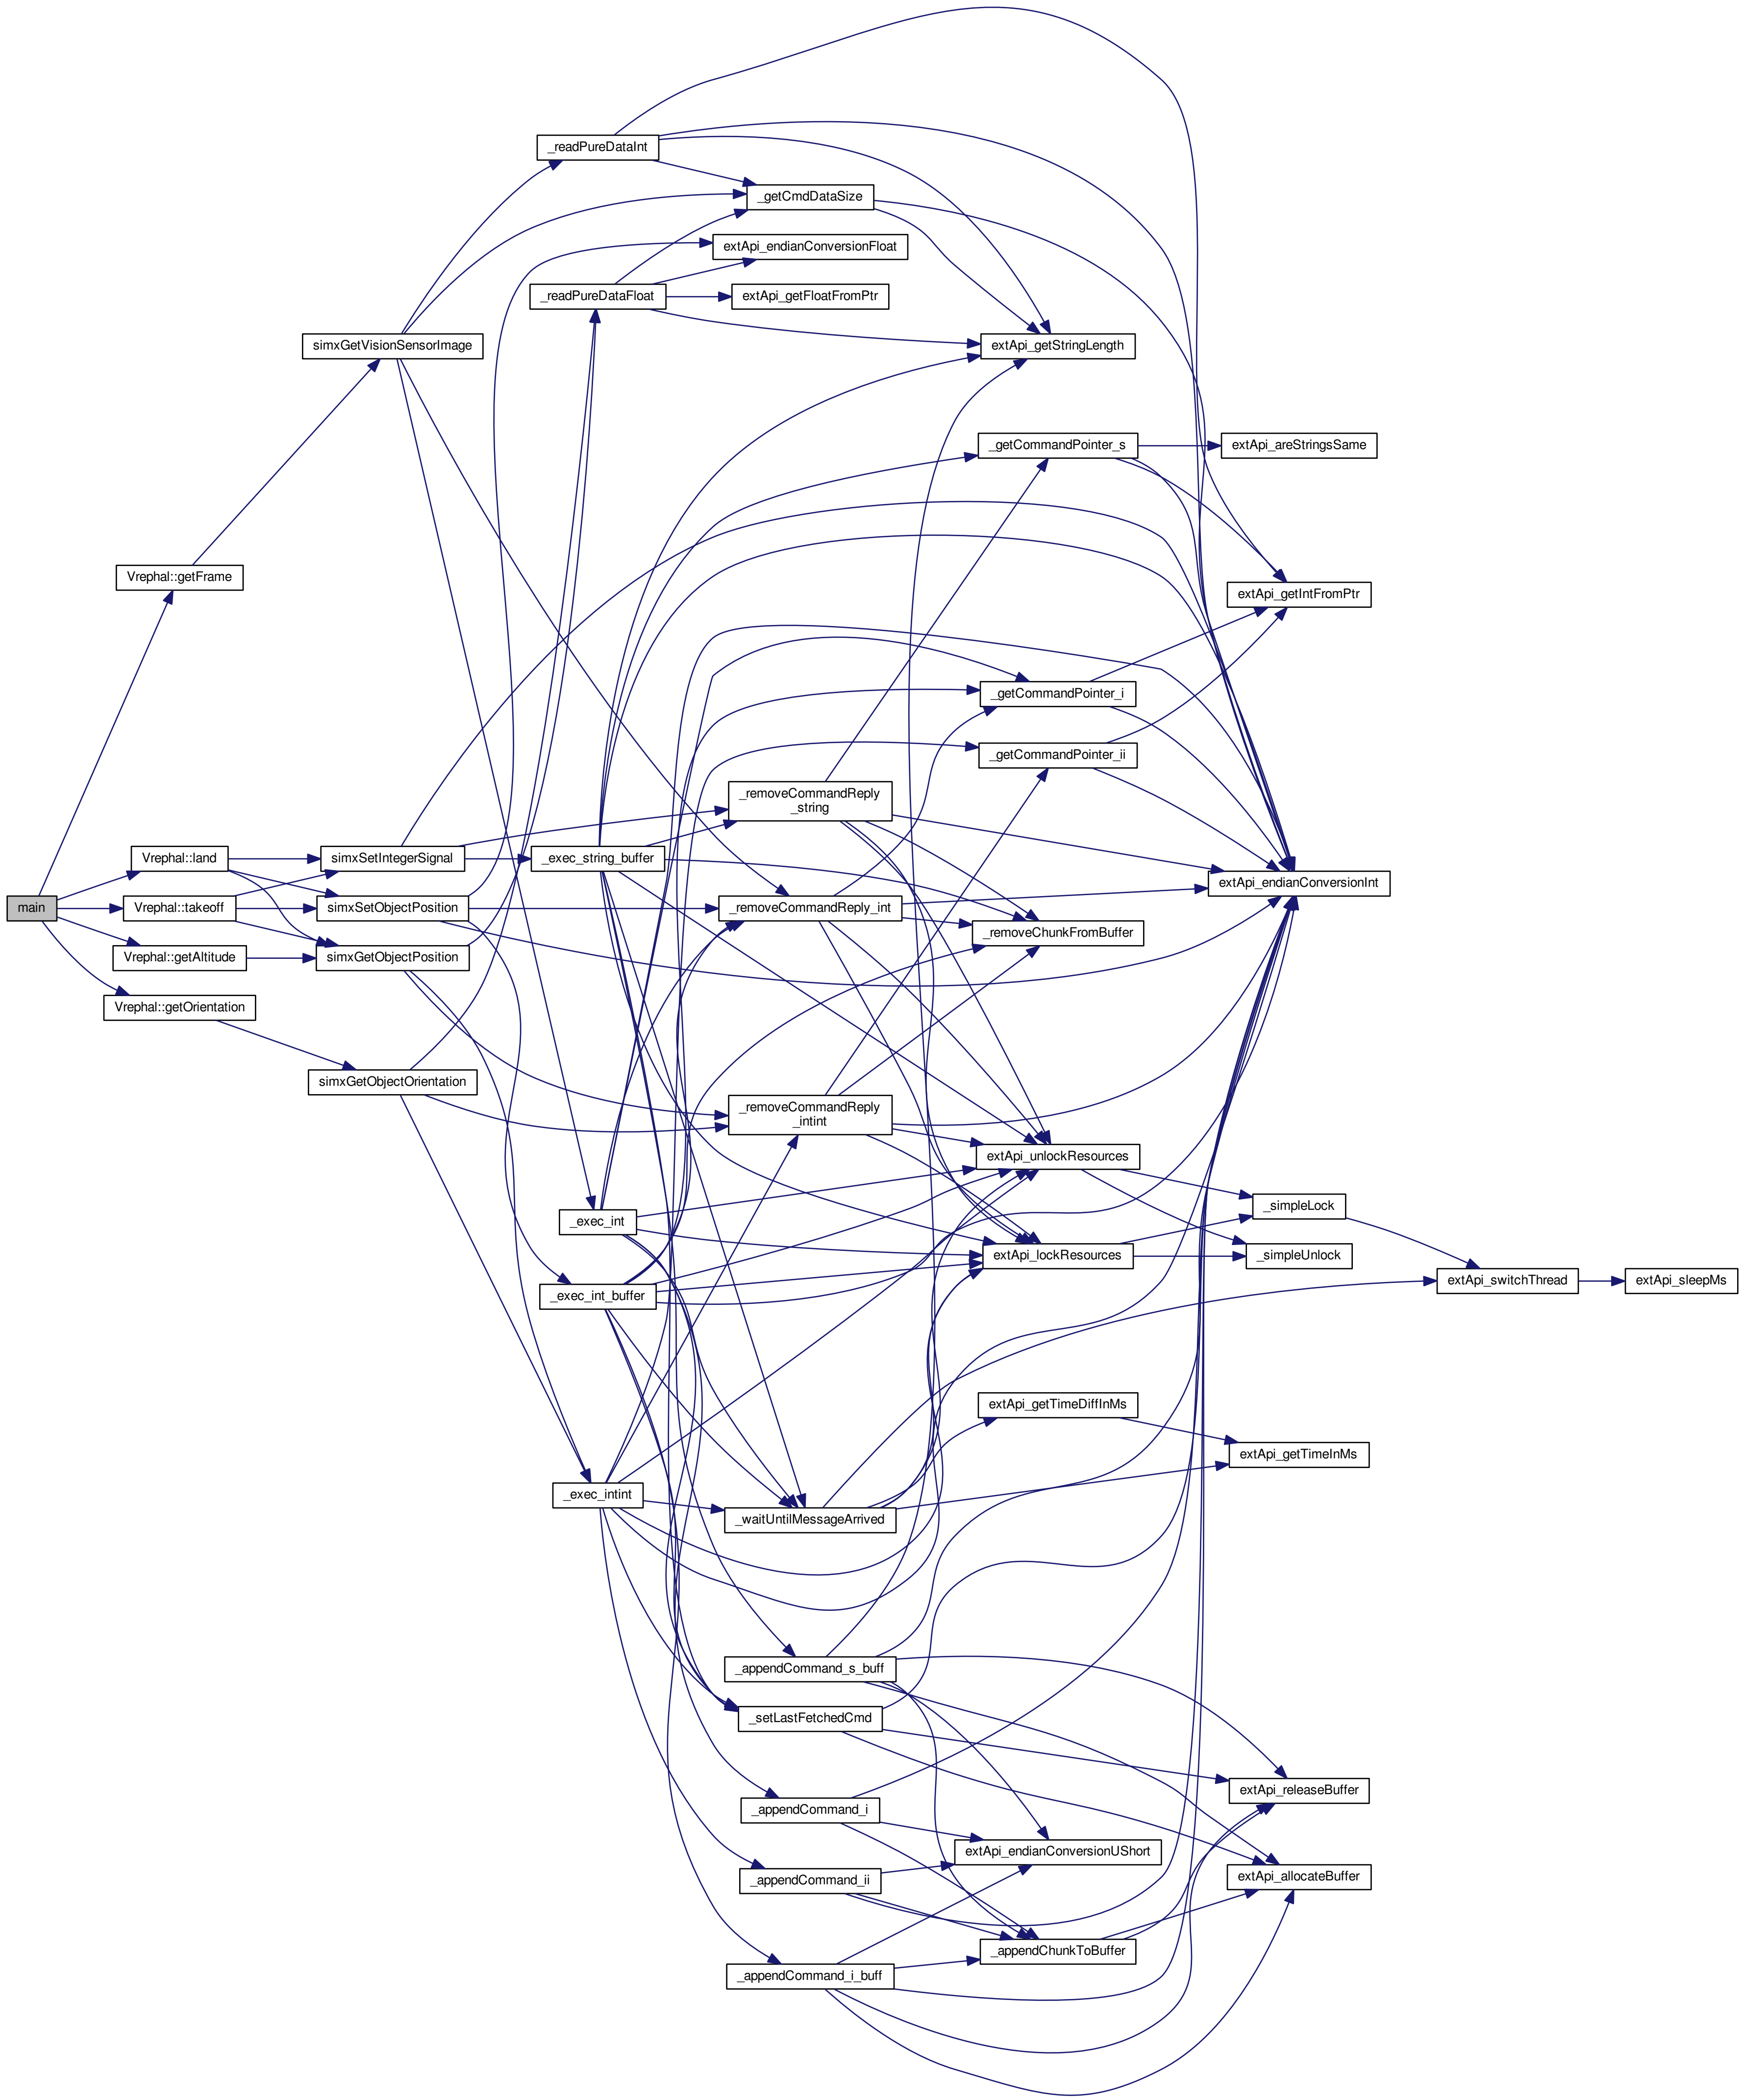 main
Vrephal::getFrame
Vrephal::land
Vrephal::takeoff
Vrephal::getAltitude
Vrephal::getOrientation
simxGetVisionSensorImage
simxSetIntegerSignal
simxSetObjectPosition
simxGetObjectPosition
simxGetObjectOrientation
_readPureDataInt
_readPureDataFloat
_exec_string_buffer
_exec_int
_exec_int_buffer
_exec_intint
_getCmdDataSize
extApi_endianConversionFloat
extApi_getFloatFromPtr
_removeCommandReply
_string
_removeCommandReply_int
_removeCommandReply
_intint
_waitUntilMessageArrived
_appendCommand_s_buff
_setLastFetchedCmd
_appendCommand_i
_appendCommand_ii
_appendCommand_i_buff
extApi_getStringLength
_getCommandPointer_s
_getCommandPointer_i
_getCommandPointer_ii
_removeChunkFromBuffer
extApi_unlockResources
extApi_lockResources
extApi_getTimeDiffInMs
extApi_endianConversionUShort
_appendChunkToBuffer
extApi_areStringsSame
extApi_getIntFromPtr
extApi_endianConversionInt
_simpleLock
_simpleUnlock
extApi_getTimeInMs
extApi_releaseBuffer
extApi_allocateBuffer
extApi_switchThread
extApi_sleepMs